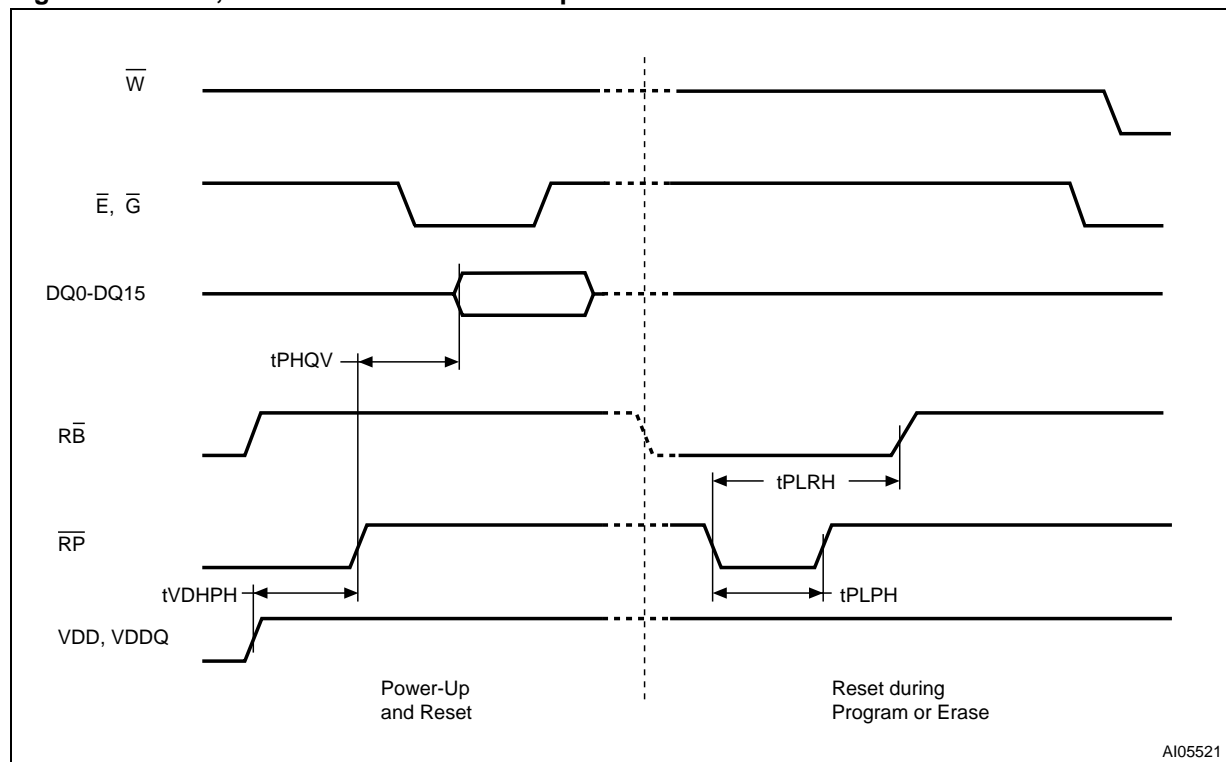 W̅
E̅, G̅
DQ0-DQ15
tPHQV
RB̅
tPLRH
R̅P̅
tVDHPH
tPLPH
VDD, VDDQ
Power-Up
and Reset
Reset during
Program or Erase
AI05521